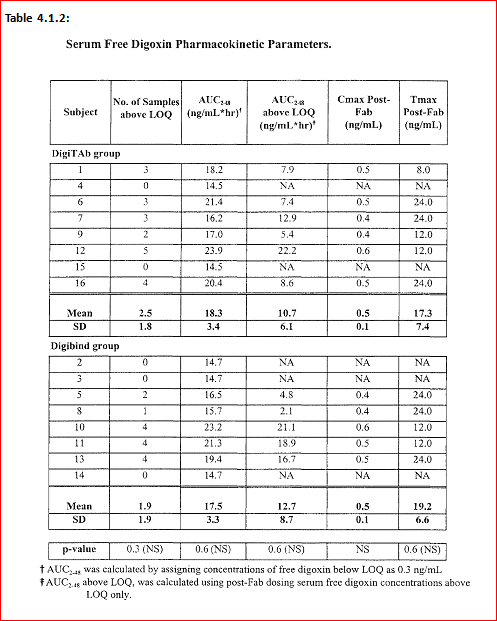 Table 4.1.2:
Serum Free Digoxin Pharmacokinetic Parameters.
Subject | No. of Samples above LOQ | AUC2-48 (ng/mL*hr)† | AUC2-48 above LOQ (ng/mL*hr)‡ | Cmax Post-Fab (ng/mL) | Tmax Post-Fab (ng/mL)
DigiTAb group
1 | 3 | 18.2 | 7.9 | 0.5 | 8.0
4 | 0 | 14.5 | NA | NA | NA
6 | 3 | 21.4 | 7.4 | 0.5 | 24.0
7 | 3 | 16.2 | 12.9 | 0.4 | 24.0
9 | 2 | 17.0 | 5.4 | 0.4 | 12.0
12 | 5 | 23.9 | 22.2 | 0.6 | 12.0
15 | 0 | 14.5 | NA | NA | NA
16 | 4 | 20.4 | 8.6 | 0.5 | 24.0
Mean | 2.5 | 18.3 | 10.7 | 0.5 | 17.3
SD | 1.8 | 3.4 | 6.1 | 0.1 | 7.4
Digibind group
2 | 0 | 14.7 | NA | NA | NA
3 | 0 | 14.7 | NA | NA | NA
5 | 2 | 16.5 | 4.8 | 0.4 | 24.0
8 | 1 | 15.7 | 2.1 | 0.4 | 24.0
10 | 4 | 23.2 | 21.1 | 0.6 | 12.0
11 | 4 | 21.3 | 18.9 | 0.5 | 12.0
13 | 4 | 19.4 | 16.7 | 0.5 | 24.0
14 | 0 | 14.7 | NA | NA | NA
Mean | 1.9 | 17.5 | 12.7 | 0.5 | 19.2
SD | 1.9 | 3.3 | 8.7 | 0.1 | 6.6
p-value | 0.3 (NS) | 0.6 (NS) | 0.6 (NS) | NS | 0.6 (NS)
† AUC2-48 was calculated by assigning concentrations of free digoxin below LOQ as 0.3 ng/mL
‡ AUC2-48 above LOQ, was calculated using post-Fab dosing serum free digoxin concentrations above
LOQ only.